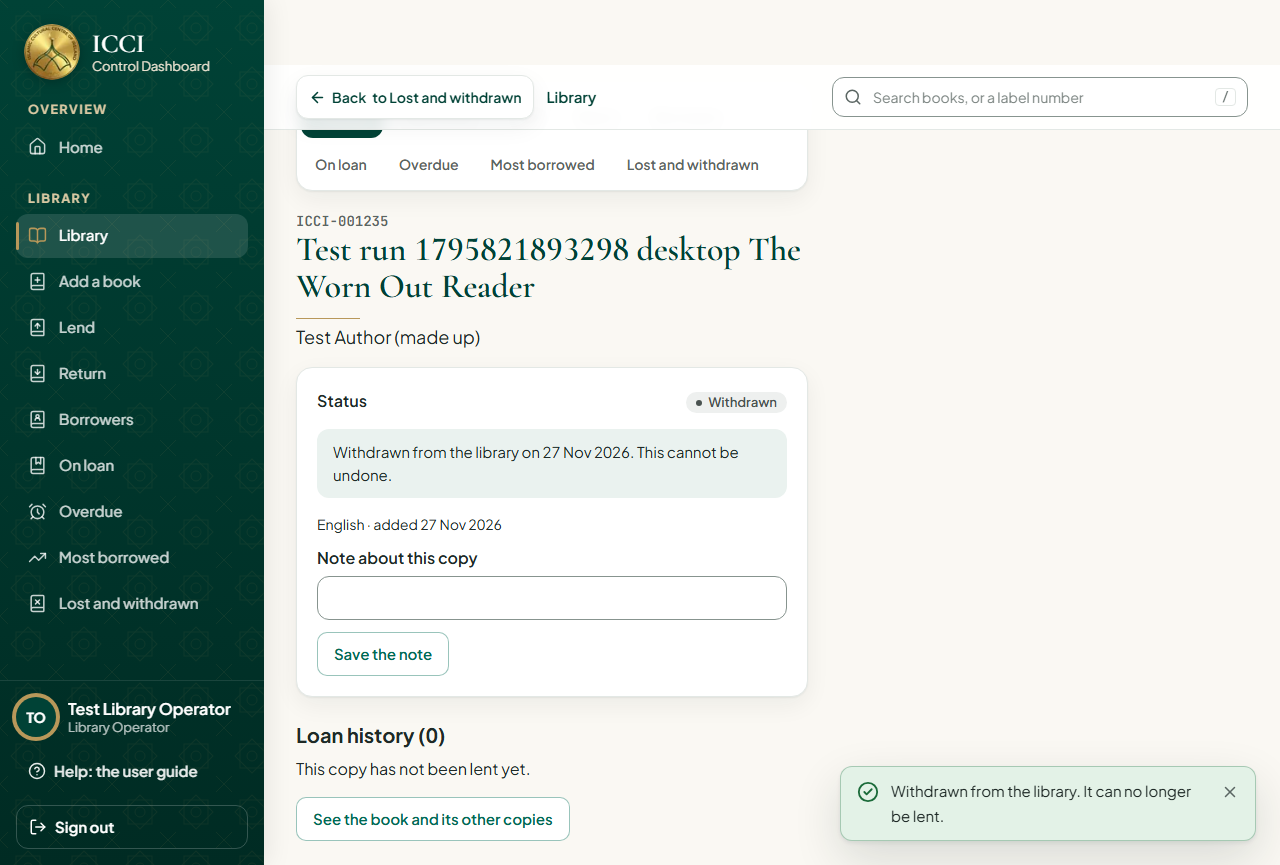 ICCI
Control Dashboard
OVERVIEW
Home
LIBRARY
Library
Add a book
Lend
Return
Borrowers
On loan
Overdue
Most borrowed
Lost and withdrawn
TO
Test Library Operator
Library Operator
Help: the user guide
Sign out
Back to Lost and withdrawn
Library
Search books, or a label number
/
On loan
Overdue
Most borrowed
Lost and withdrawn
ICCI-001235
Test run 1795821893298 desktop The
Worn Out Reader
Test Author (made up)
Status
Withdrawn
Withdrawn from the library on 27 Nov 2026. This cannot be
undone.
English · added 27 Nov 2026
Note about this copy
Save the note
Loan history (0)
This copy has not been lent yet.
See the book and its other copies
Withdrawn from the library. It can no longer
be lent.